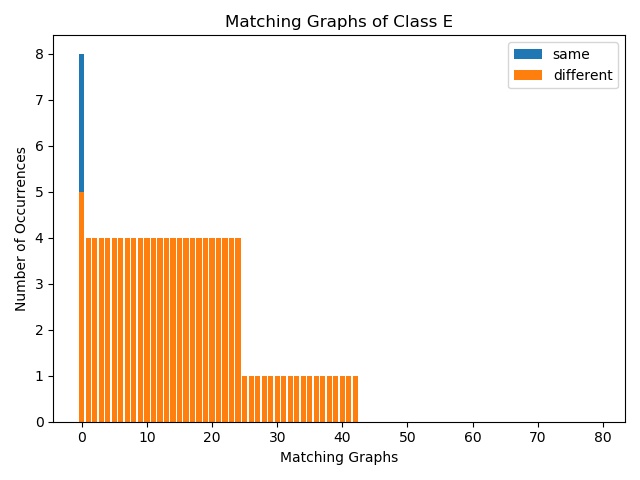 Matching Graphs of Class E
same
different
Number of Occurrences
8
7
6
5
4
3
2
1
0
0 10 20 30 40 50 60 70 80
Matching Graphs